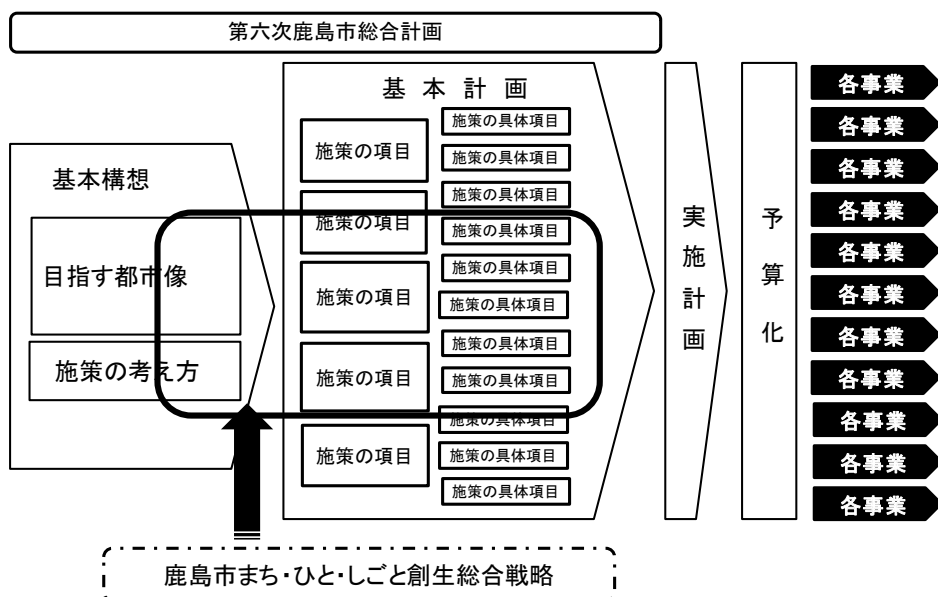 第六次鹿島市総合計画
基本構想
目指す都市像
施策の考え方
基本計画
施策の項目
施策の項目
施策の項目
施策の項目
施策の項目
施策の具体項目
施策の具体項目
施策の具体項目
施策の具体項目
施策の具体項目
施策の具体項目
施策の具体項目
施策の具体項目
施策の具体項目
施策の具体項目
施策の具体項目
実施計画
予算化
各事業
各事業
各事業
各事業
各事業
各事業
各事業
各事業
各事業
各事業
各事業
鹿島市まち・ひと・しごと創生総合戦略